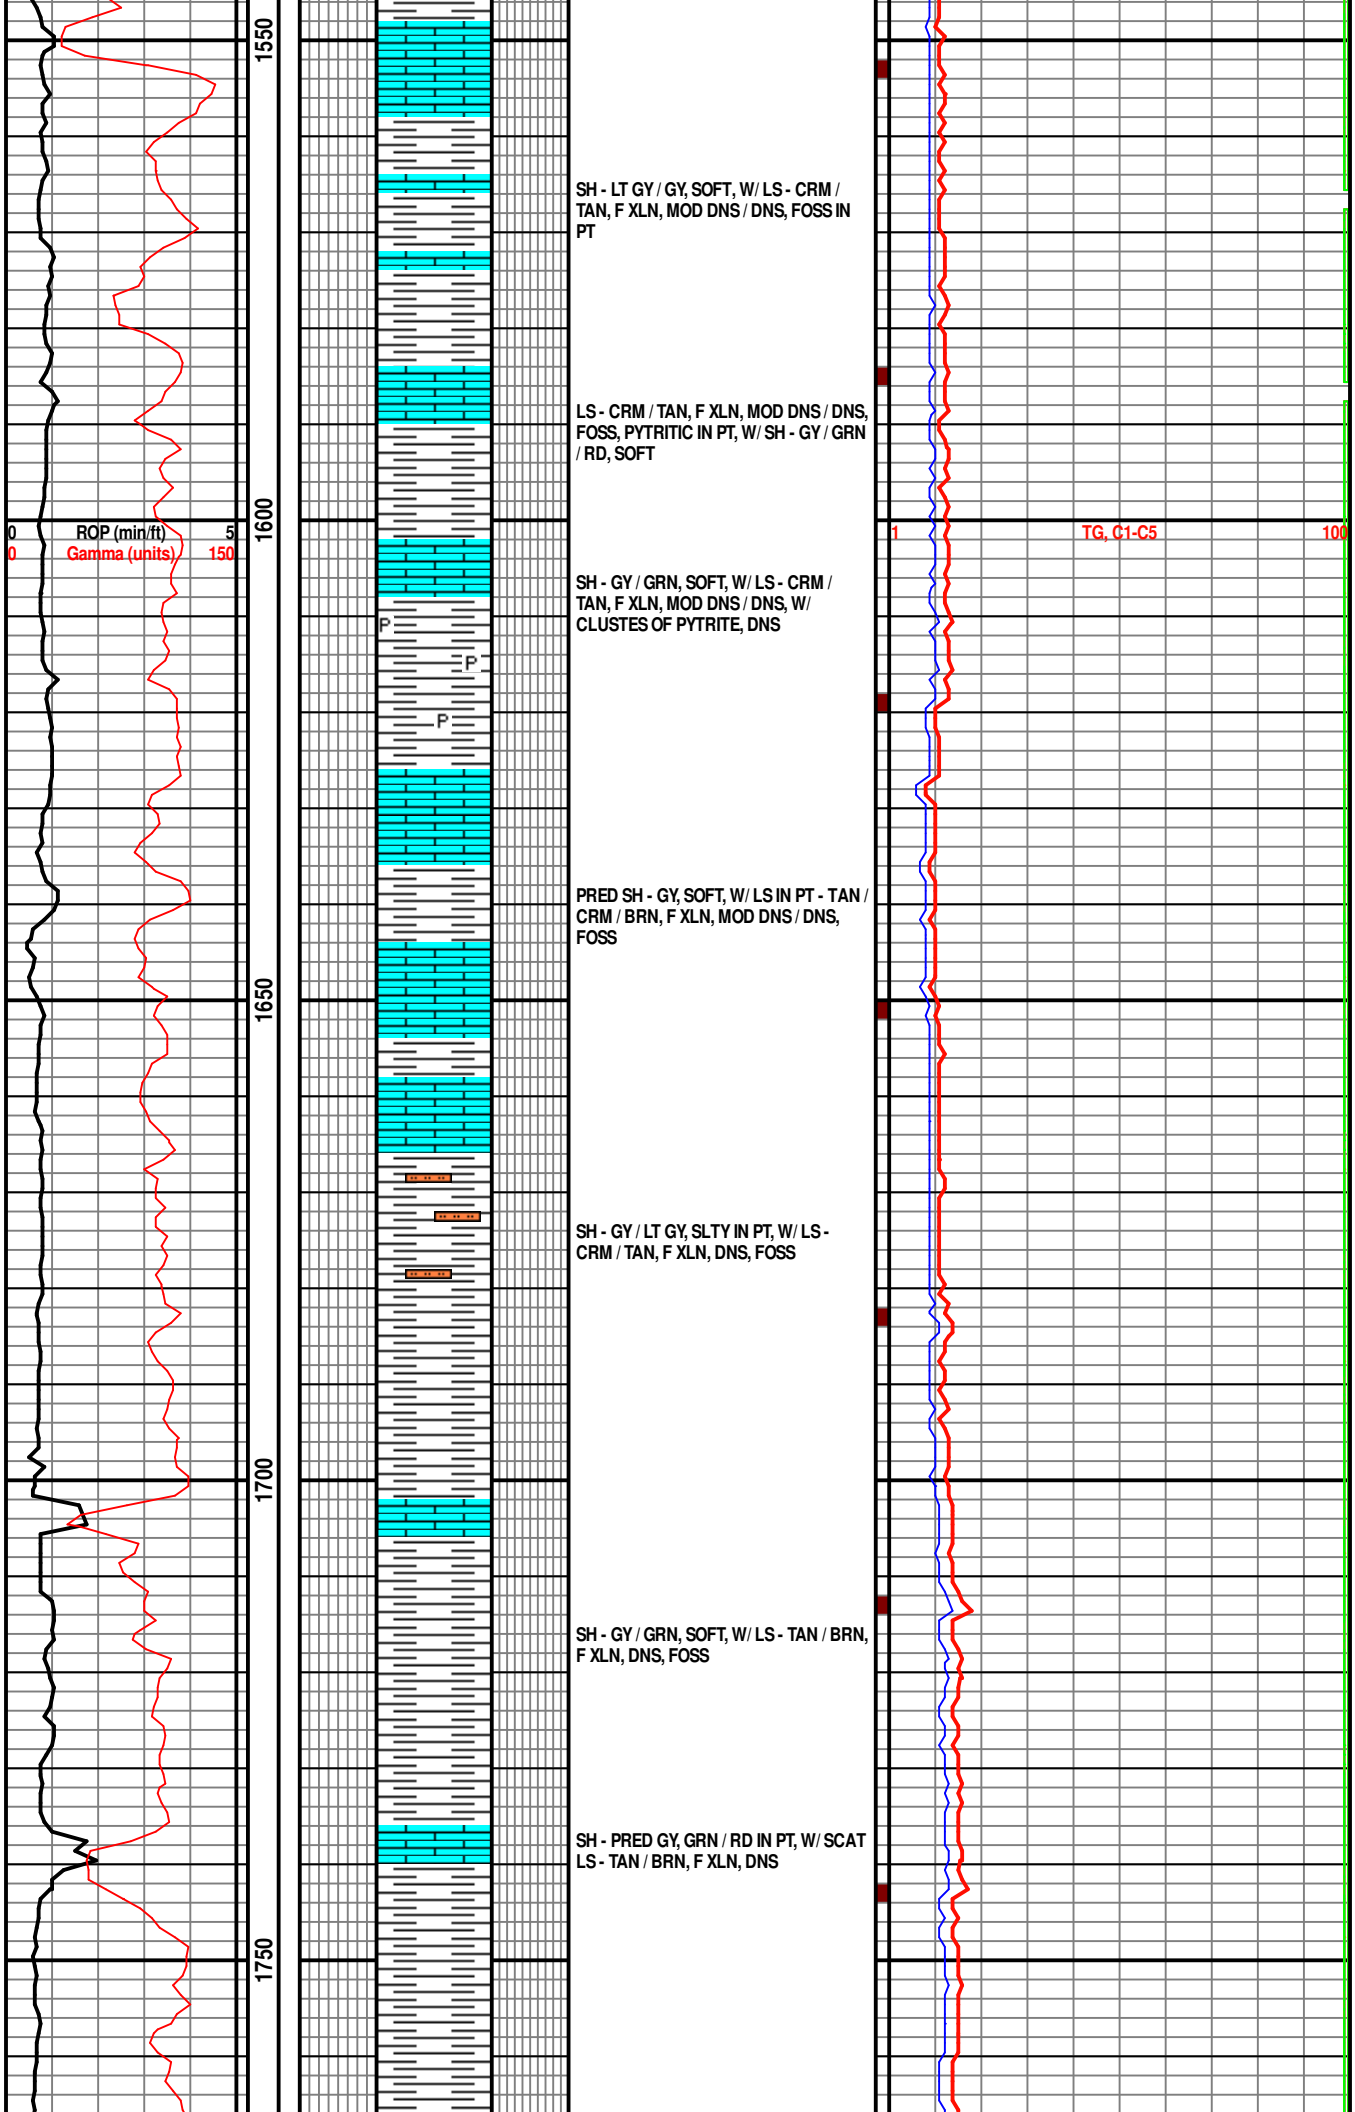 1550
SH - LT GY / GY, SOFT, W/ LS - CRM /
TAN, F XLN, MOD DNS / DNS, FOSS IN
PT
LS - CRM / TAN, F XLN, MOD DNS / DNS,
FOSS, PYTRITIC IN PT, W/ SH - GY / GRN
/ RD, SOFT
1600
0 ROP (min/ft) 5
0 Gamma (units) 150
1 TG, C1-C5 100
SH - GY / GRN, SOFT, W/ LS - CRM /
TAN, F XLN, MOD DNS / DNS, W/
CLUSTES OF PYTRITE, DNS
P
P
P
PRED SH - GY, SOFT, W/ LS IN PT - TAN /
CRM / BRN, F XLN, MOD DNS / DNS,
FOSS
1650
SH - GY / LT GY, SLTY IN PT, W/ LS -
CRM / TAN, F XLN, DNS, FOSS
1700
SH - GY / GRN, SOFT, W/ LS - TAN / BRN,
F XLN, DNS, FOSS
SH - PRED GY, GRN / RD IN PT, W/ SCAT
LS - TAN / BRN, F XLN, DNS
1750